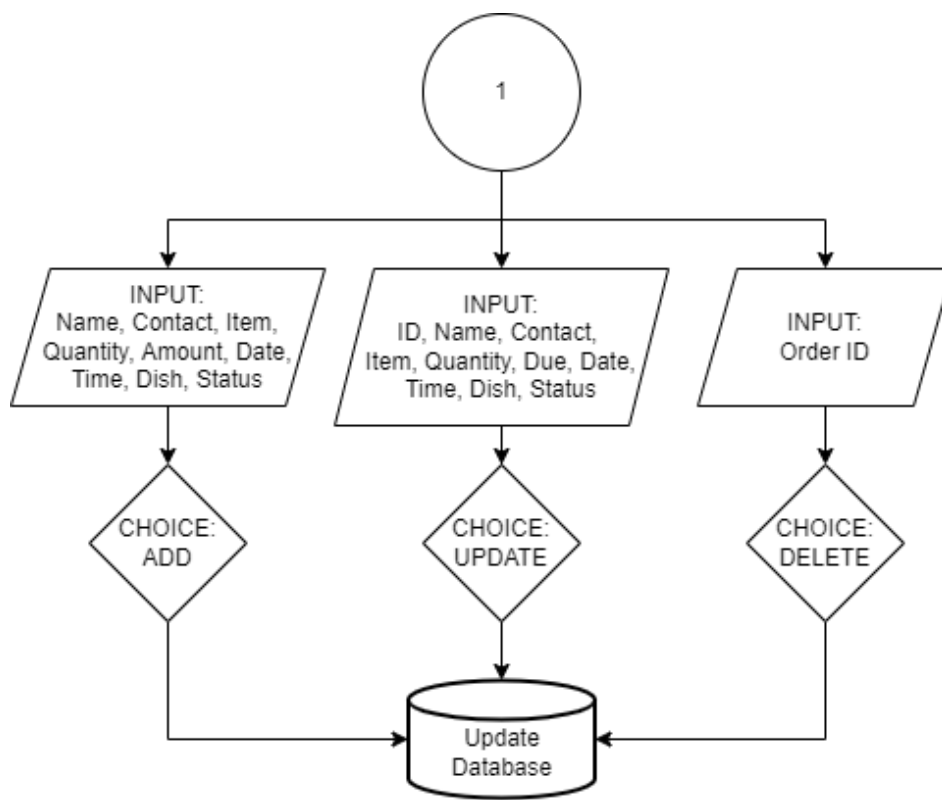 1
INPUT:
Name, Contact, Item,
Quantity, Amount, Date,
Time, Dish, Status
INPUT:
ID, Name, Contact,
Item, Quantity, Due, Date,
Time, Dish, Status
INPUT:
Order ID
CHOICE:
ADD
CHOICE:
UPDATE
CHOICE:
DELETE
Update
Database